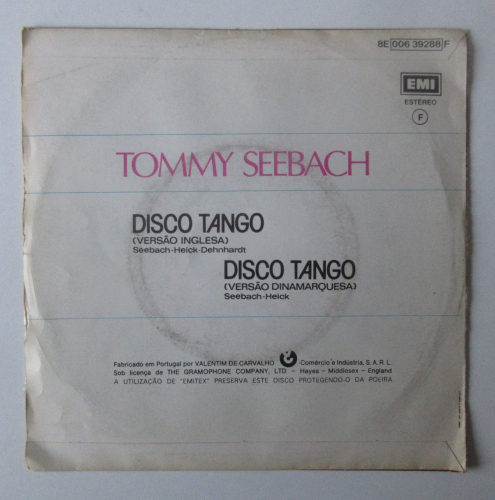 8E 006 39288 F
EMI
ESTÉREO
F
TOMMY SEEBACH
DISCO TANGO
(VERSÃO INGLESA)
Seebach-Heick-Dehnhardt
DISCO TANGO
(VERSÃO DINAMARQUESA)
Seebach-Heick
Fabricado em Portugal por VALENTIM DE CARVALHO Comércio e Indústria, S.A.R.L.
Sob licença de THE GRAMOPHONE COMPANY, LTD - Hayes - Middlesex - England
A UTILIZAÇÃO DE "EMITEX" PRESERVA ESTE DISCO PROTEGENDO-O DA POEIRA